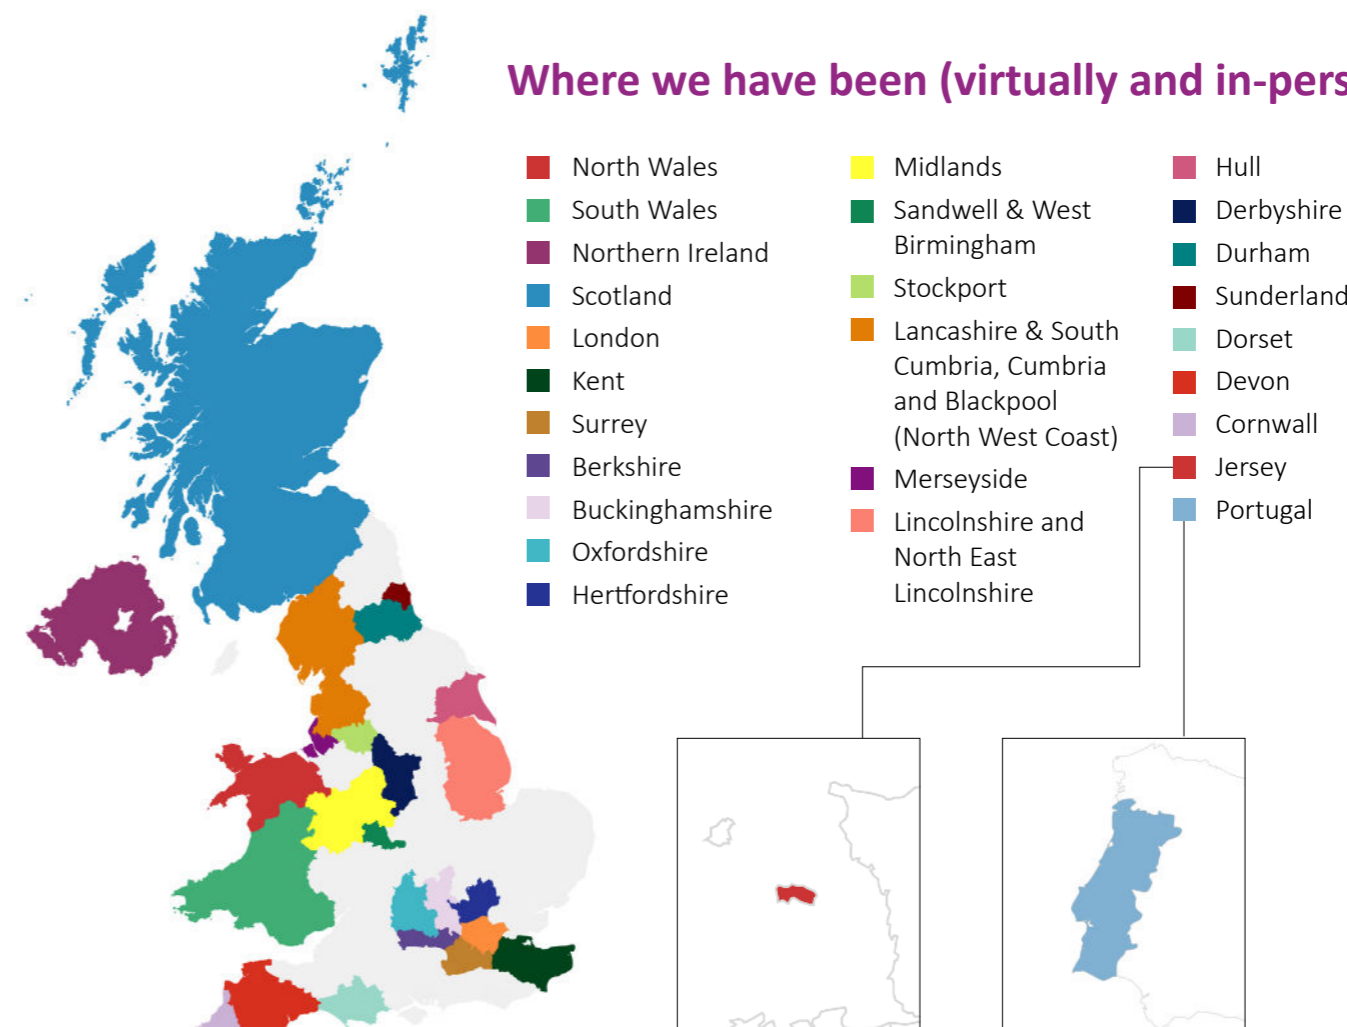 Where we have been (virtually and in-pers
North Wales
South Wales
Northern Ireland
Scotland
London
Kent
Surrey
Berkshire
Buckinghamshire
Oxfordshire
Hertfordshire
Midlands
Sandwell & West
Birmingham
Stockport
Lancashire & South
Cumbria, Cumbria
and Blackpool
(North West Coast)
Merseyside
Lincolnshire and
North East
Lincolnshire
Hull
Derbyshire
Durham
Sunderland
Dorset
Devon
Cornwall
Jersey
Portugal